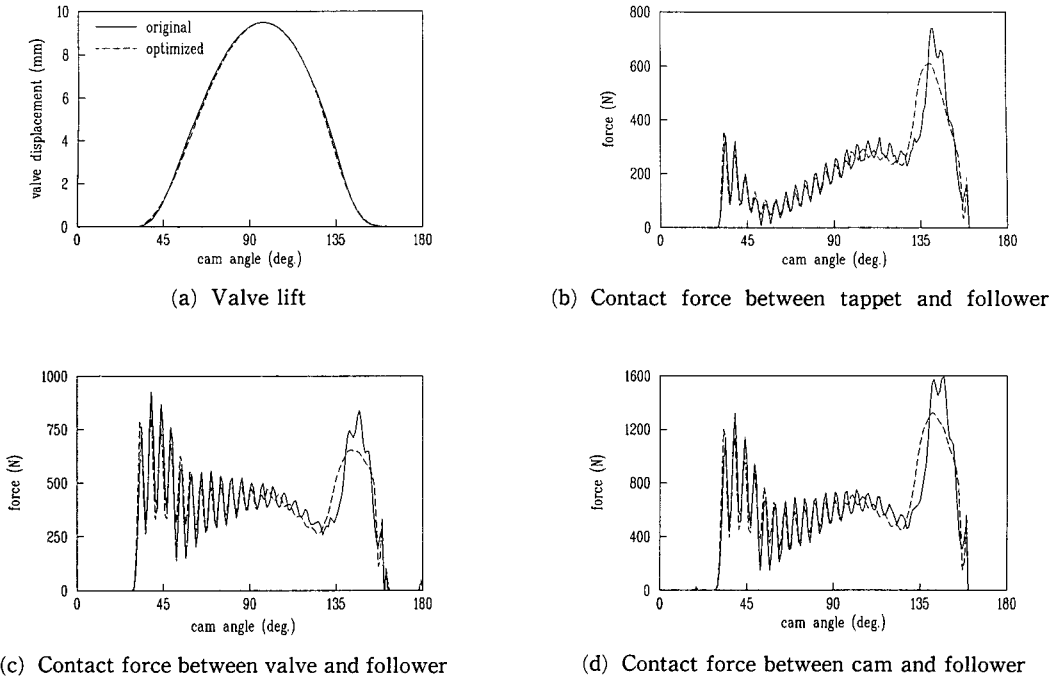 10
8
6
4
2
0
valve displacement (mm)
original
optimized
0 45 90 135 180
cam angle (deg.)
(a) Valve lift
800
600
400
200
0
force (N)
0 45 90 135 180
cam angle (deg.)
(b) Contact force between tappet and follower
1000
750
500
250
0
force (N)
0 45 90 135 180
cam angle (deg.)
(c) Contact force between valve and follower
1600
1200
800
400
0
force (N)
0 45 90 135 180
cam angle (deg.)
(d) Contact force between cam and follower